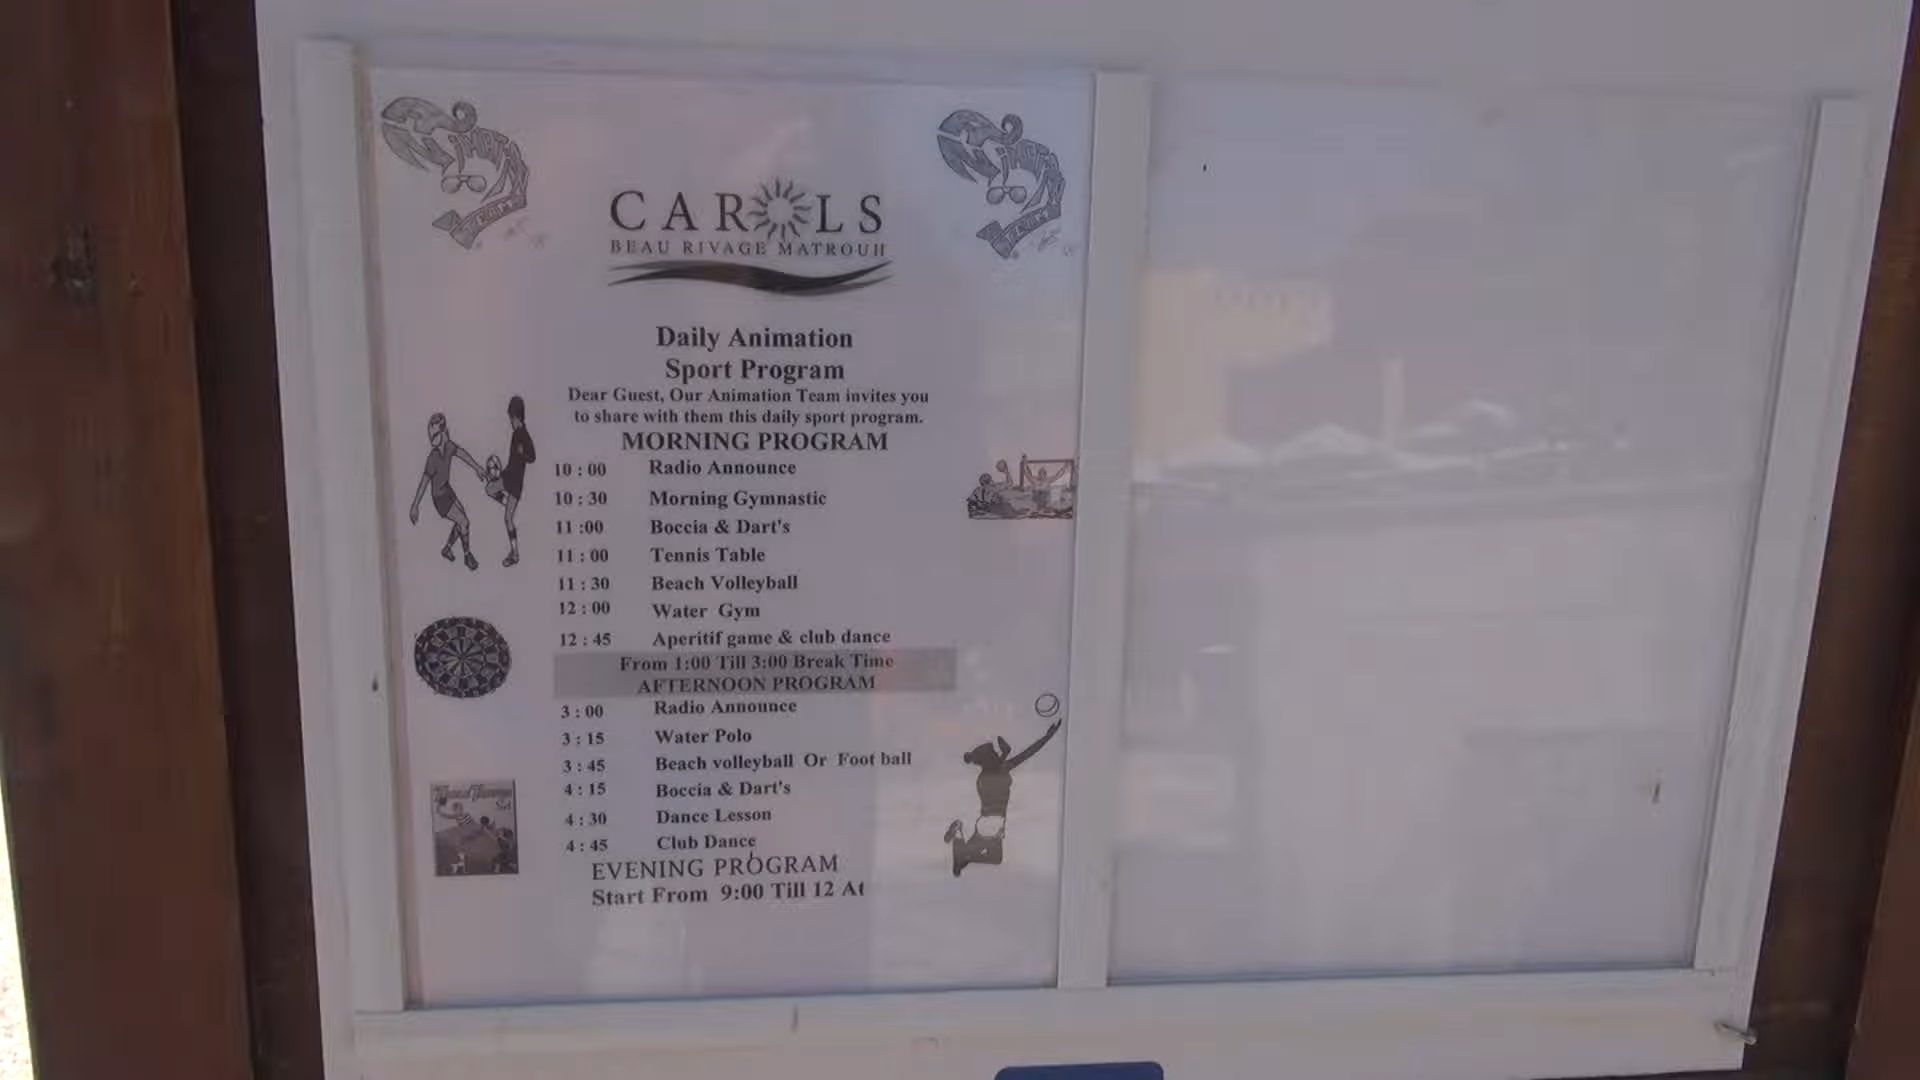 CAROLS
BEAU RIVAGE MATROUH
Daily Animation
Sport Program
Dear Guest, Our Animation Team invites you
to share with them this daily sport program.
MORNING PROGRAM
10 : 00 Radio Announce
10 : 30 Morning Gymnastic
11 :00 Boccia & Dart's
11 : 00 Tennis Table
11 : 30 Beach Volleyball
12 : 00 Water Gym
12 : 45 Aperitif game & club dance
From 1:00 Till 3:00 Break Time
AFTERNOON PROGRAM
3 : 00 Radio Announce
3 : 15 Water Polo
3 : 45 Beach volleyball Or Foot ball
4 : 15 Boccia & Dart's
4 : 30 Dance Lesson
4 : 45 Club Dance
EVENING PROGRAM
Start From 9:00 Till 12 At